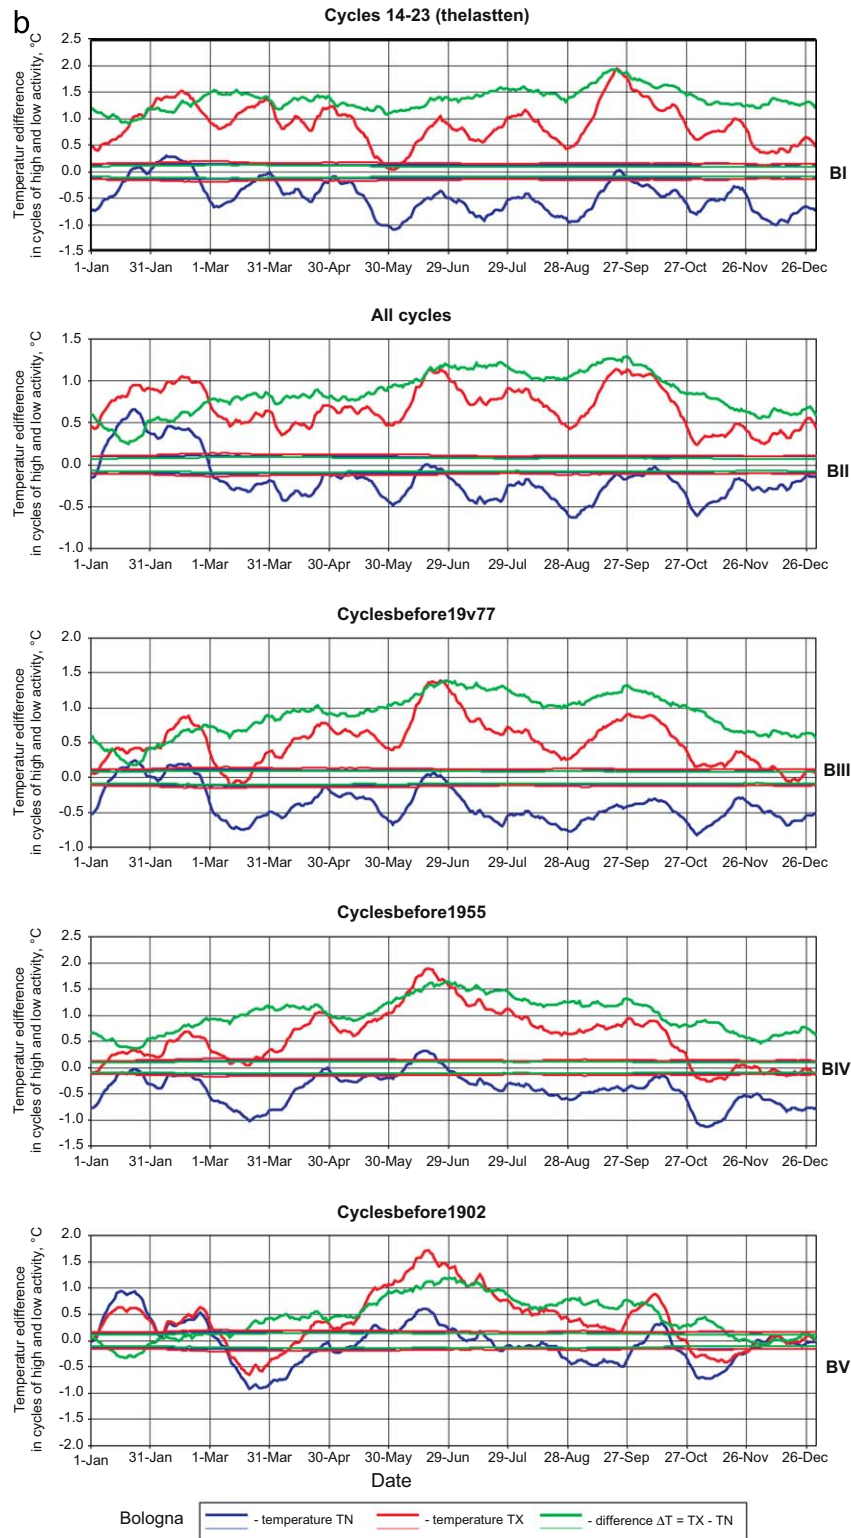 b
Cycles 14-23 (thelastten)
Temperatur edifference
in cycles of high and low activity, °C
2.5
2.0
1.5
1.0
0.5
0.0
-0.5
-1.0
-1.5
1-Jan 31-Jan 1-Mar 31-Mar 30-Apr 30-May 29-Jun 29-Jul 28-Aug 27-Sep 27-Oct 26-Nov 26-Dec
BI
All cycles
Temperatur edifference
in cycles of high and low activity, °C
1.5
1.0
0.5
0.0
-0.5
-1.0
1-Jan 31-Jan 1-Mar 31-Mar 30-Apr 30-May 29-Jun 29-Jul 28-Aug 27-Sep 27-Oct 26-Nov 26-Dec
BII
Cyclesbefore19v77
Temperatur edifference
in cycles of high and low activity, °C
2.0
1.5
1.0
0.5
0.0
-0.5
-1.0
1-Jan 31-Jan 1-Mar 31-Mar 30-Apr 30-May 29-Jun 29-Jul 28-Aug 27-Sep 27-Oct 26-Nov 26-Dec
BIII
Cyclesbefore1955
Temperatur edifference
in cycles of high and low activity, °C
2.5
2.0
1.5
1.0
0.5
0.0
-0.5
-1.0
-1.5
1-Jan 31-Jan 1-Mar 31-Mar 30-Apr 30-May 29-Jun 29-Jul 28-Aug 27-Sep 27-Oct 26-Nov 26-Dec
BIV
Cyclesbefore1902
Temperatur edifference
in cycles of high and low activity, °C
2.0
1.5
1.0
0.5
0.0
-0.5
-1.0
-1.5
-2.0
1-Jan 31-Jan 1-Mar 31-Mar 30-Apr 30-May 29-Jun 29-Jul 28-Aug 27-Sep 27-Oct 26-Nov 26-Dec
BV
Date
Bologna - temperature TN - temperature TX - difference ΔT = TX - TN